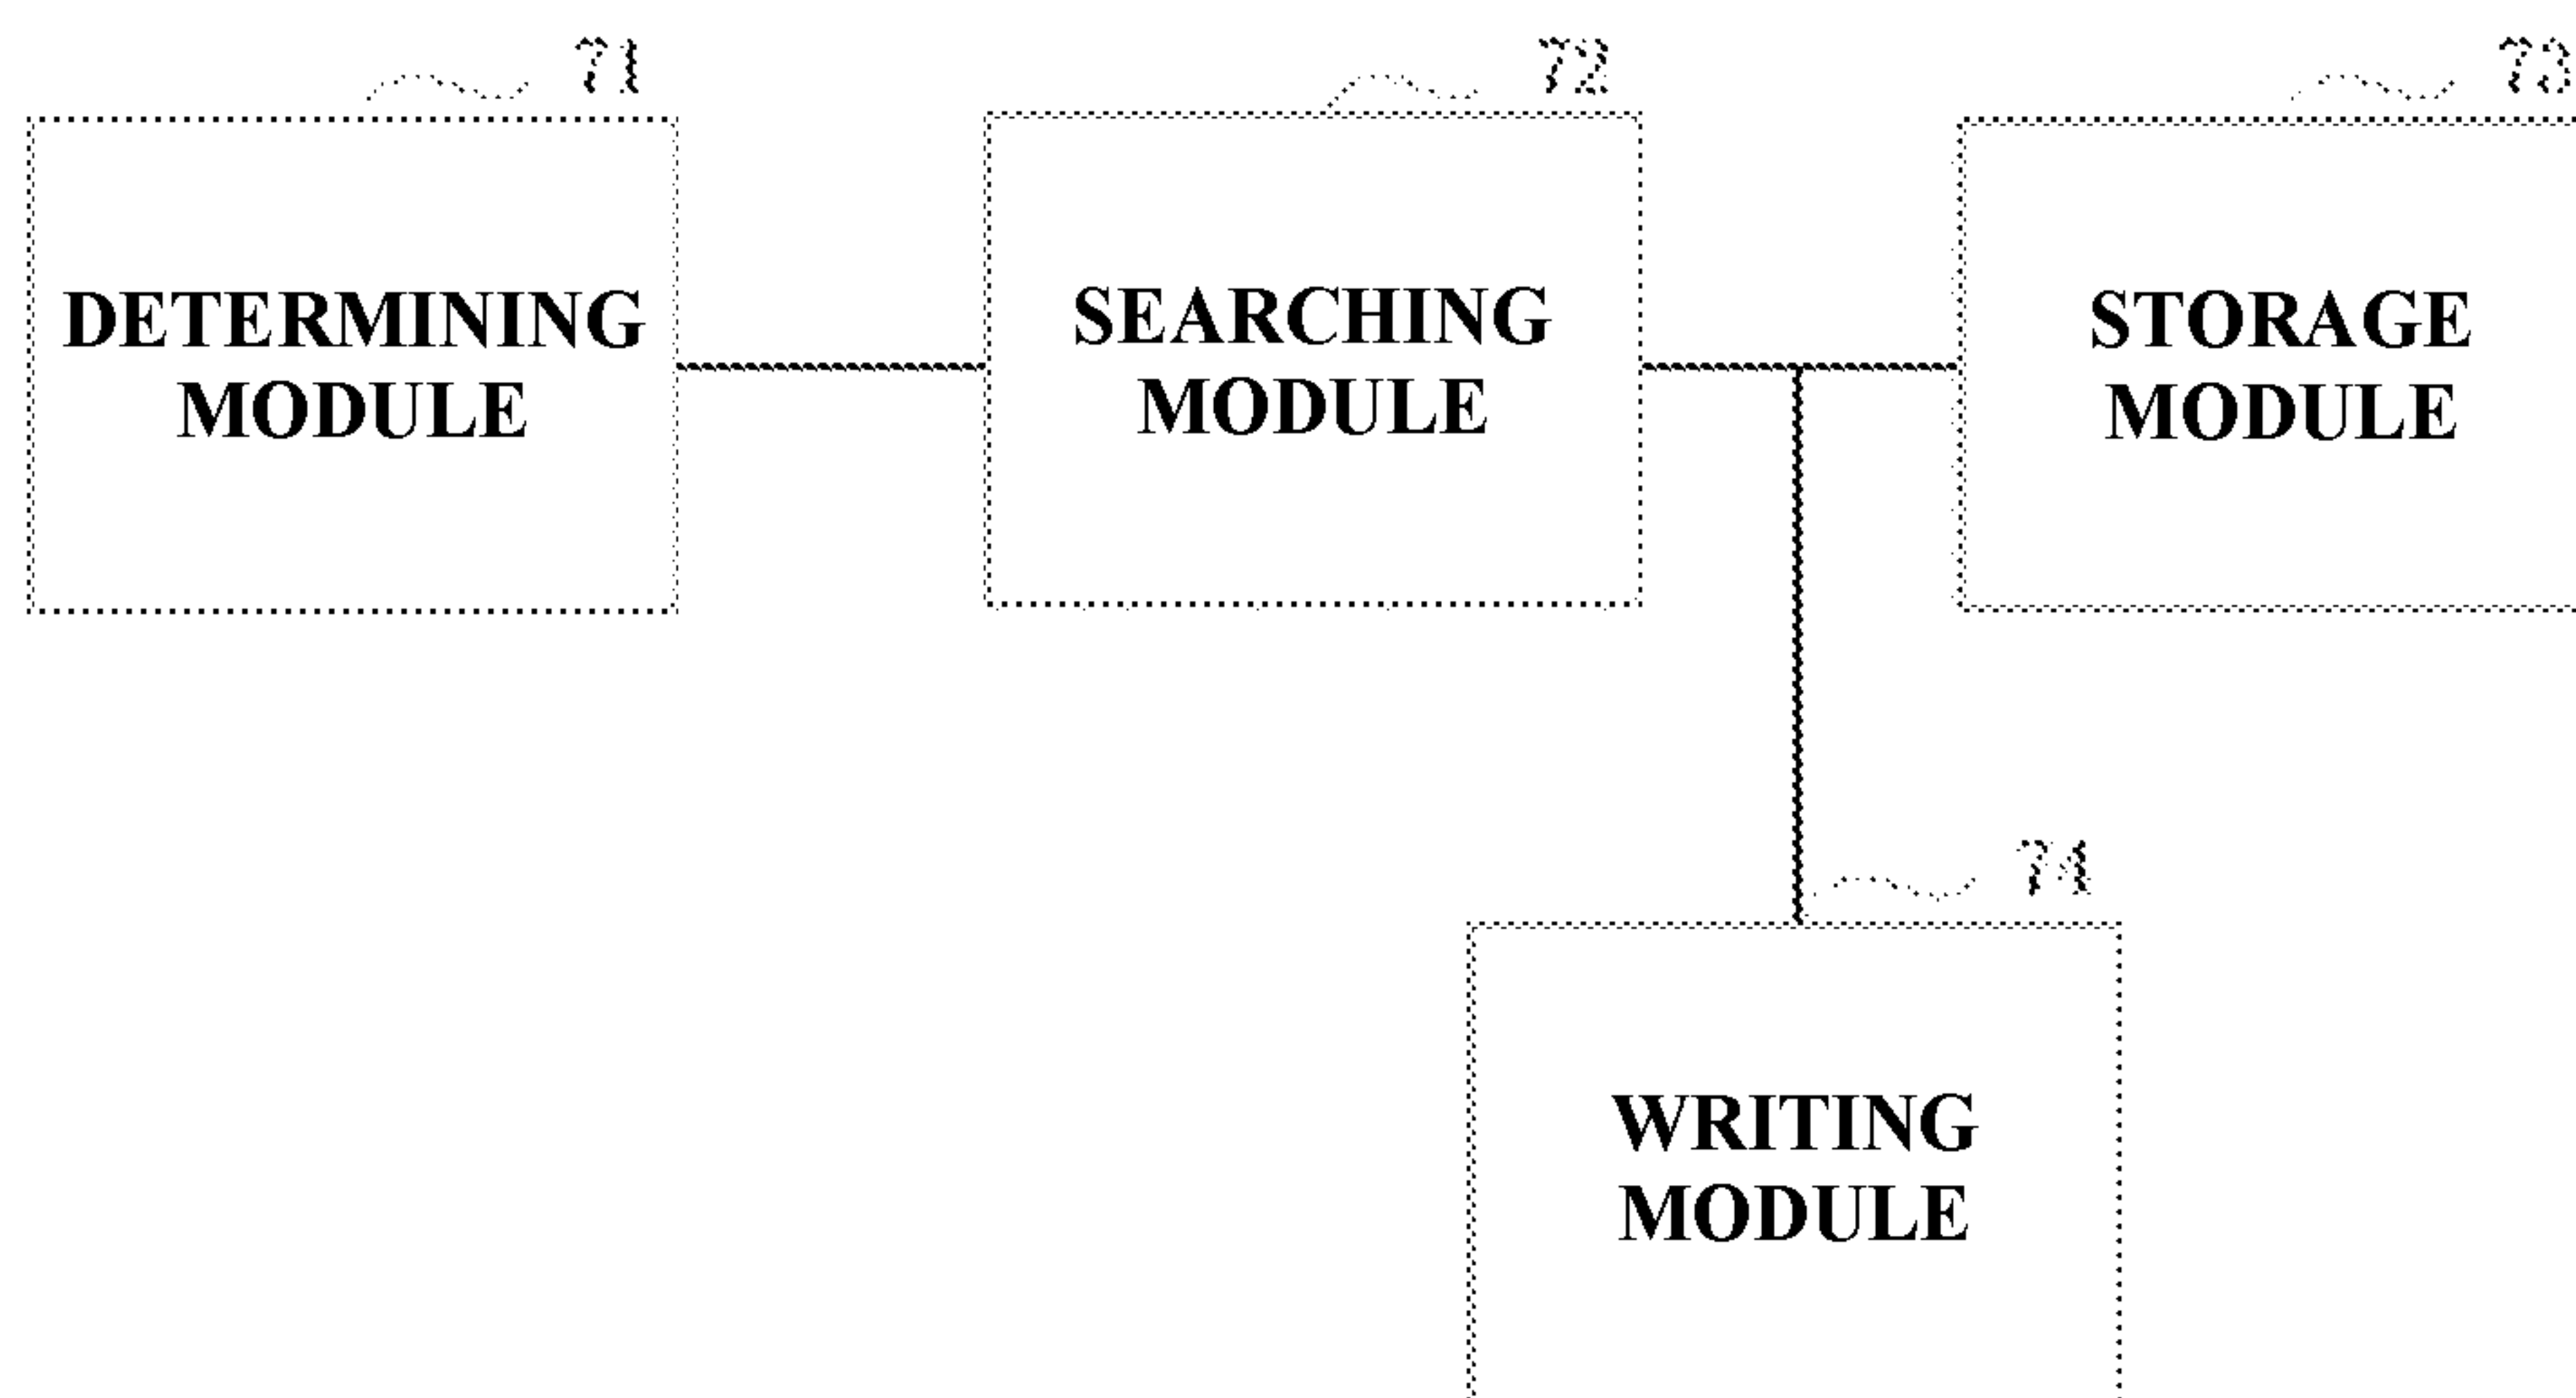 71
72
73
DETERMINING
MODULE
SEARCHING
MODULE
STORAGE
MODULE
74
WRITING
MODULE